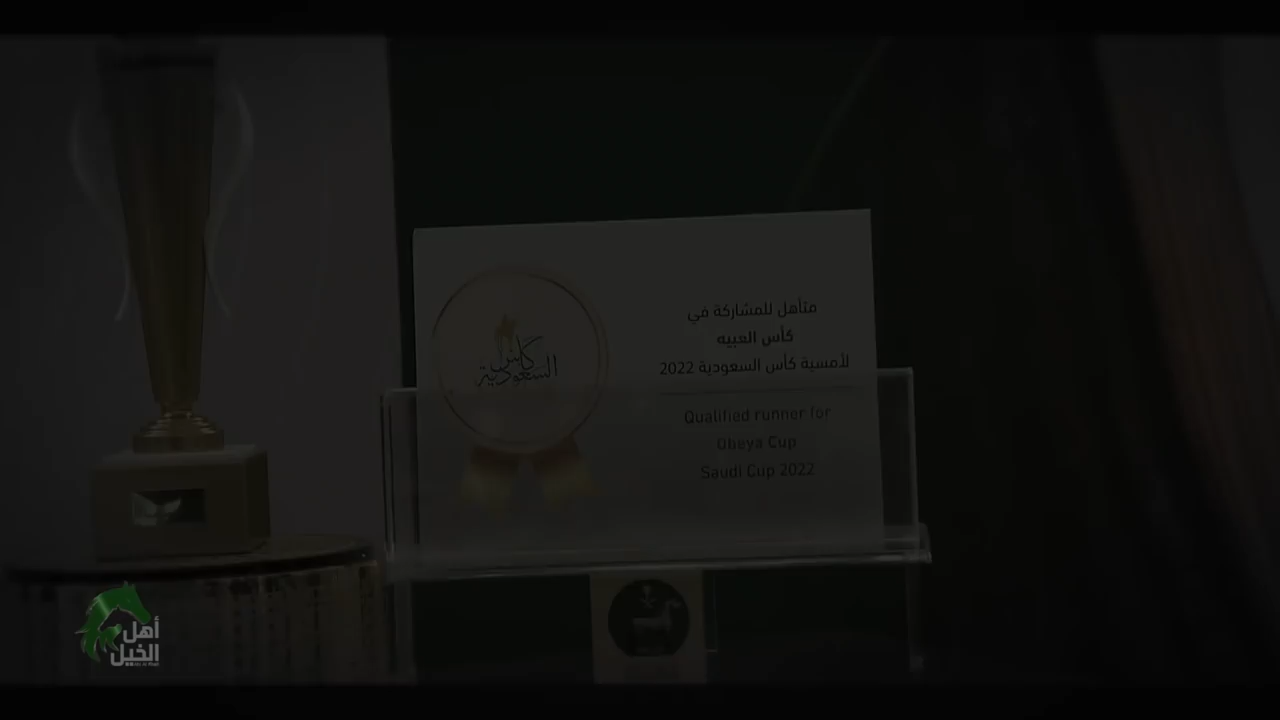 متأهل للمشاركة في
كأس العبيه
لأمسية كأس السعودية 2022
Qualified runner for
Obeya Cup
Saudi Cup 2022
كأس
السعودية
أهل
الخيل